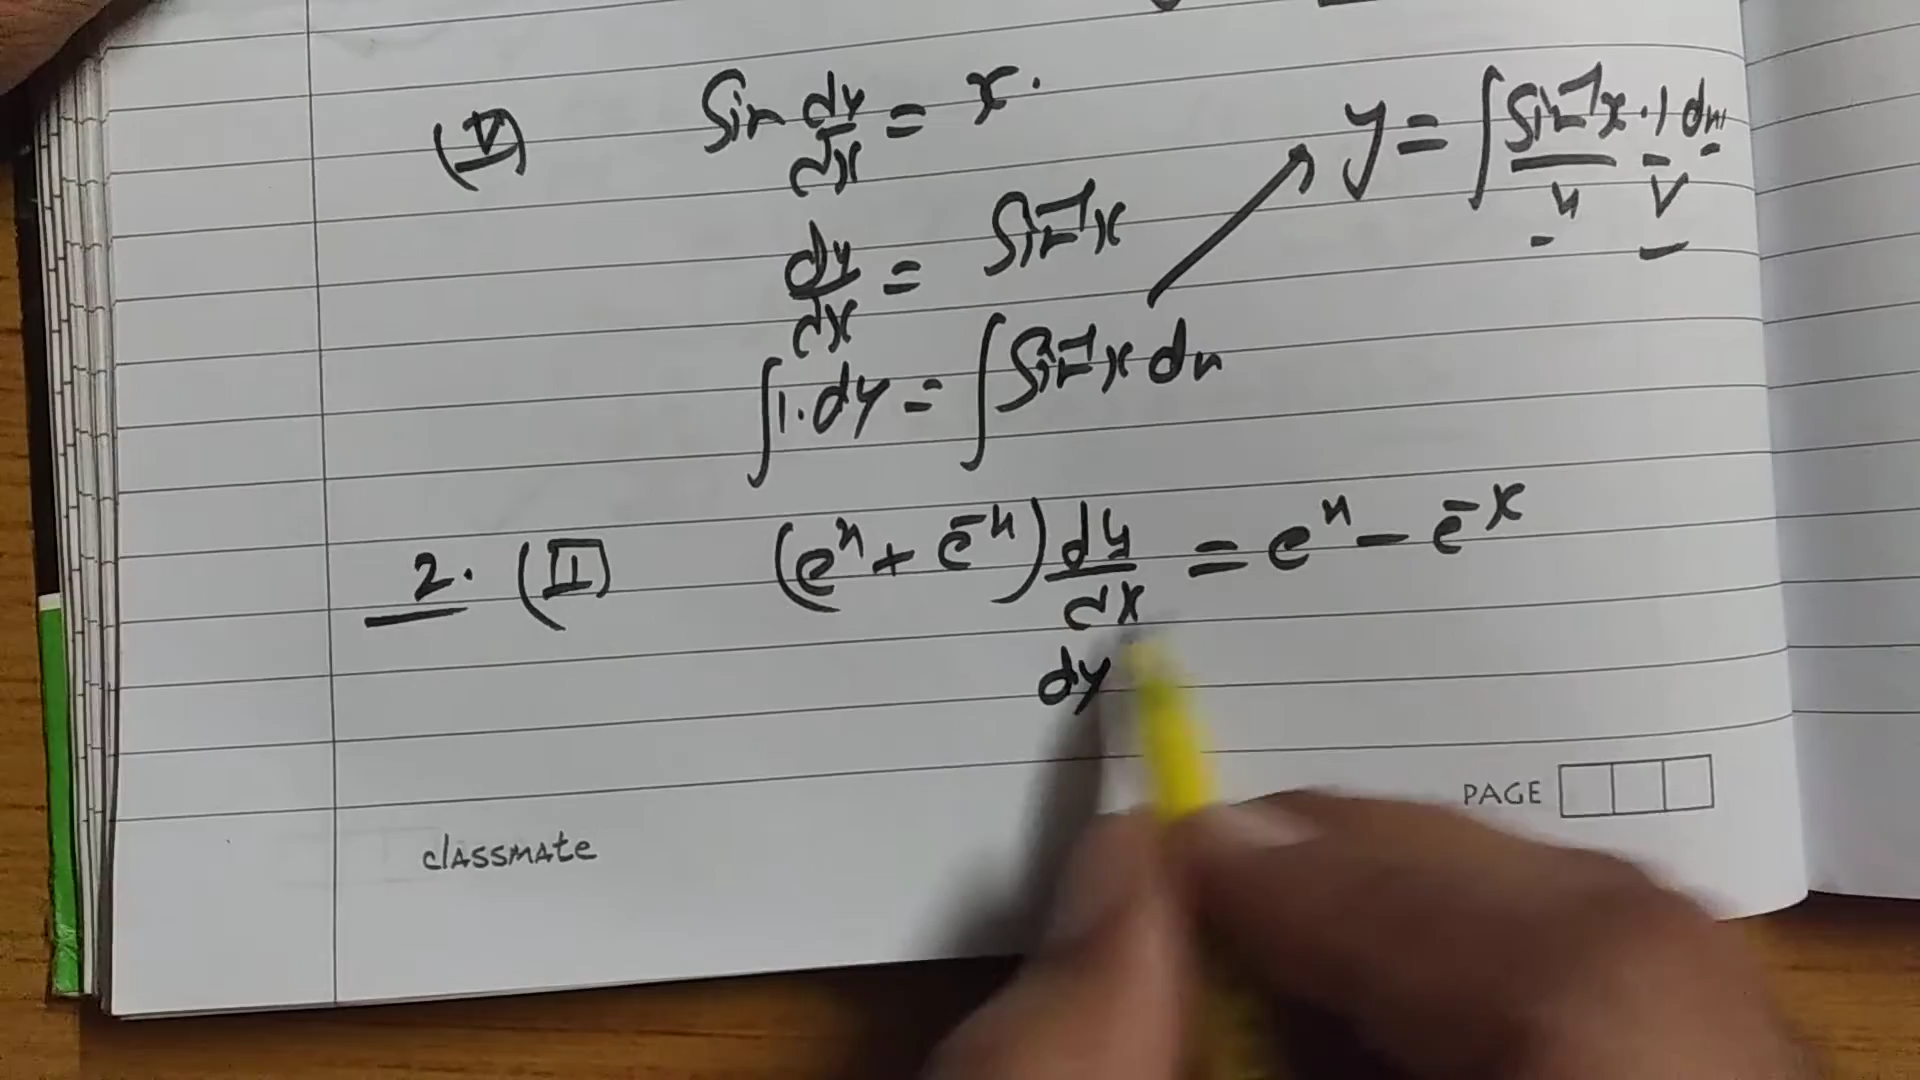 (V) Sin dy/dx = x.
y = ∫ Sin⁻¹x . 1 dx
u v
dy/dx = Sin⁻¹x
∫ 1. dy = ∫ Sin⁻¹x dx
2. (II) (eˣ + e⁻ˣ) dy/dx = eˣ - e⁻ˣ
dy
PAGE
classmate